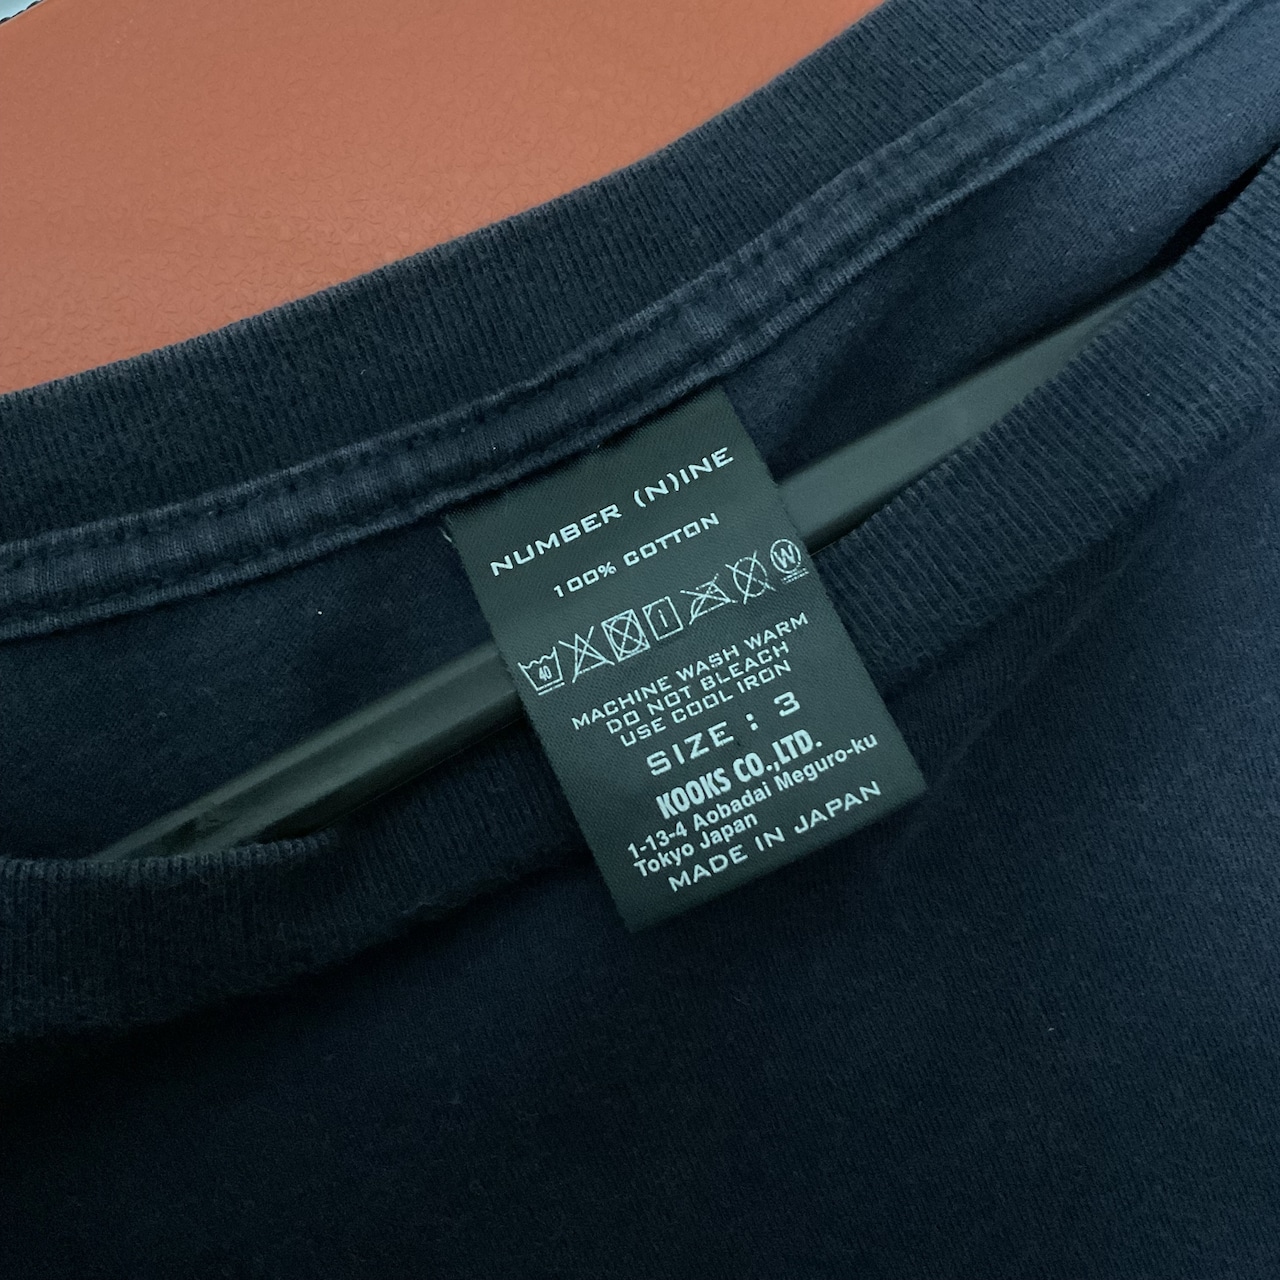 NUMBER (N)INE
100% COTTON
40 i W
MACHINE WASH WARM
DO NOT BLEACH
USE COOL IRON
SIZE : 3
KOOKS CO.,LTD.
1-13-4 Aobadai Meguro-ku
Tokyo Japan
MADE IN JAPAN